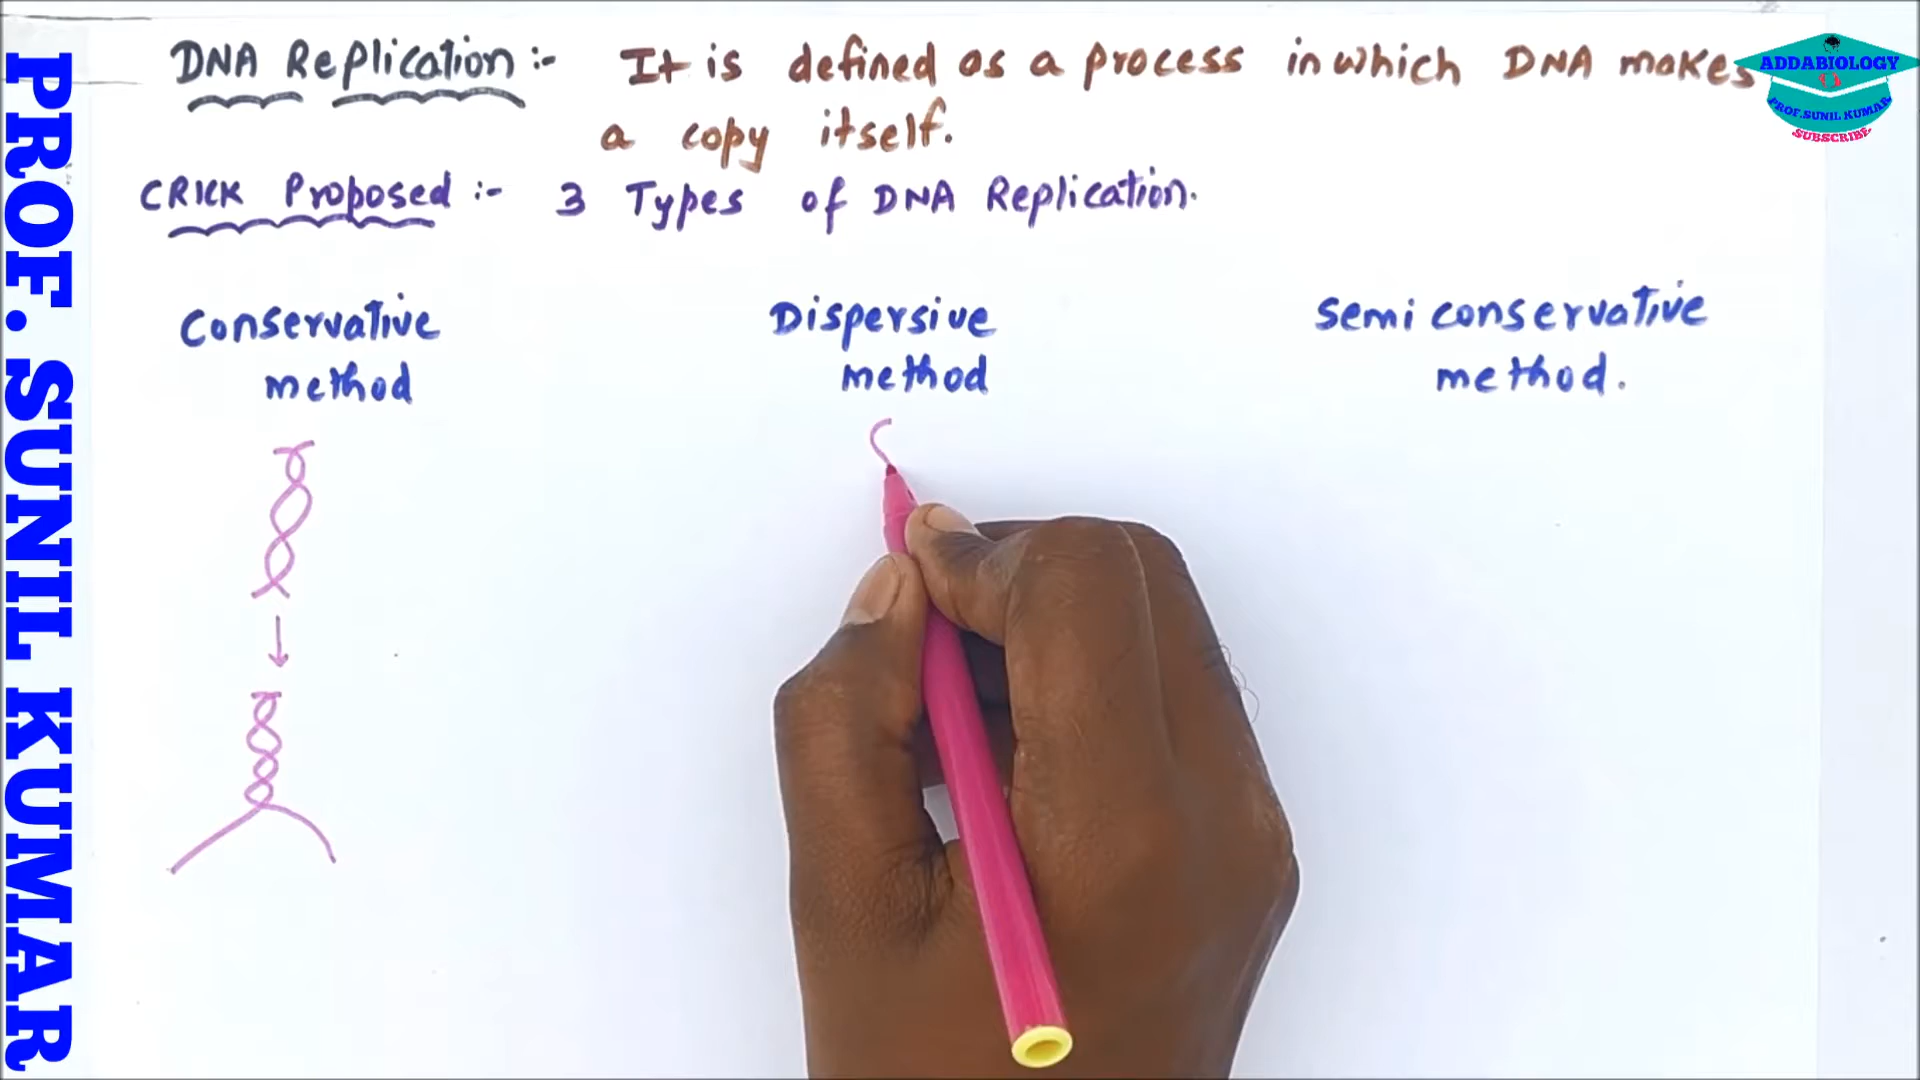 DNA Replication :- It is defined as a process in which DNA makes
a copy itself.
CRICK Proposed :- 3 Types of DNA Replication.
Conservative
method
Dispersive
method
Semi conservative
method.
PROF. SUNIL KUMAR
ADDABIOLOGY
PROF.SUNIL KUMAR
SUBSCRIBE